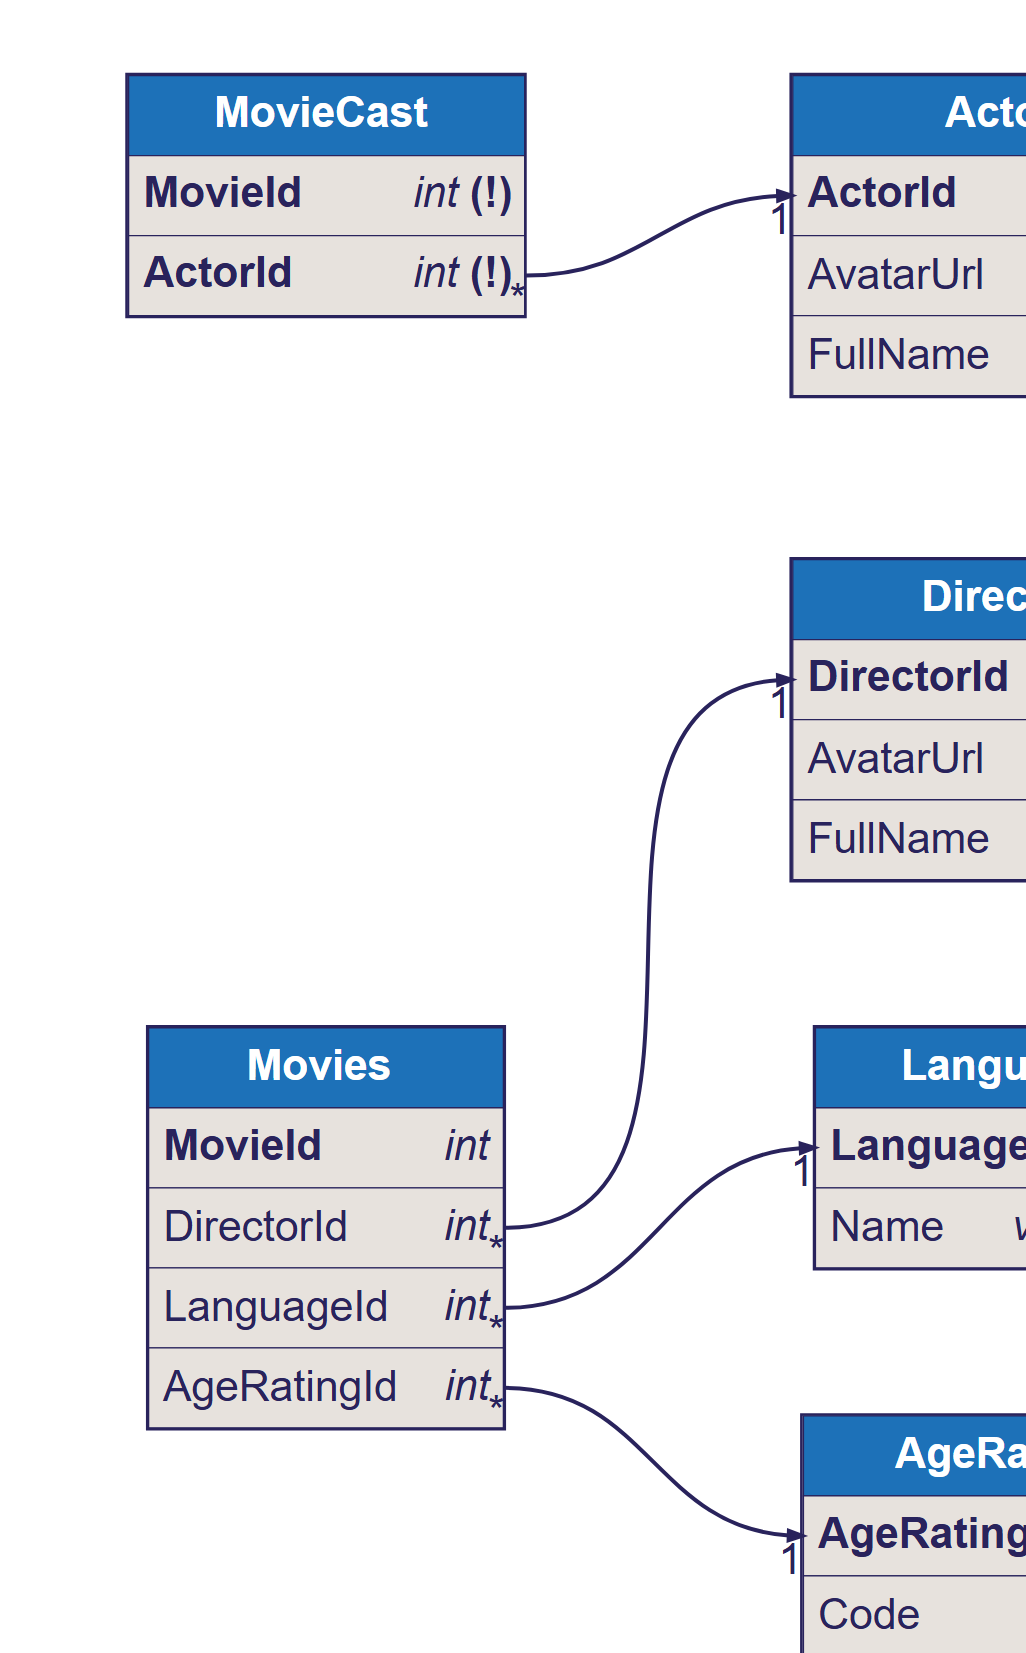 MovieCast
MovieId int (!)
ActorId int (!)
*
1
ActorId
AvatarUrl
FullName
1
DirectorId
AvatarUrl
FullName
Movies
MovieId int
DirectorId int
*
LanguageId int
*
AgeRatingId int
*
1
Name
1
Code